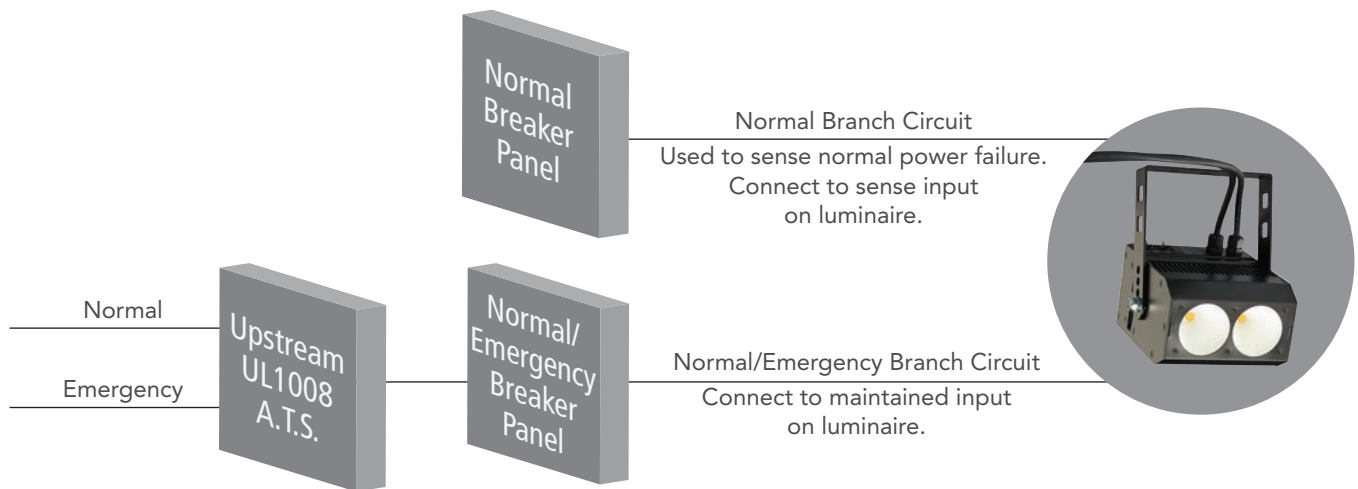 Normal
Breaker
Panel
Normal Branch Circuit
Used to sense normal power failure.
Connect to sense input
on luminaire.
Normal
Emergency
Upstream
UL1008
A.T.S.
Normal/
Emergency
Breaker
Panel
Normal/Emergency Branch Circuit
Connect to maintained input
on luminaire.